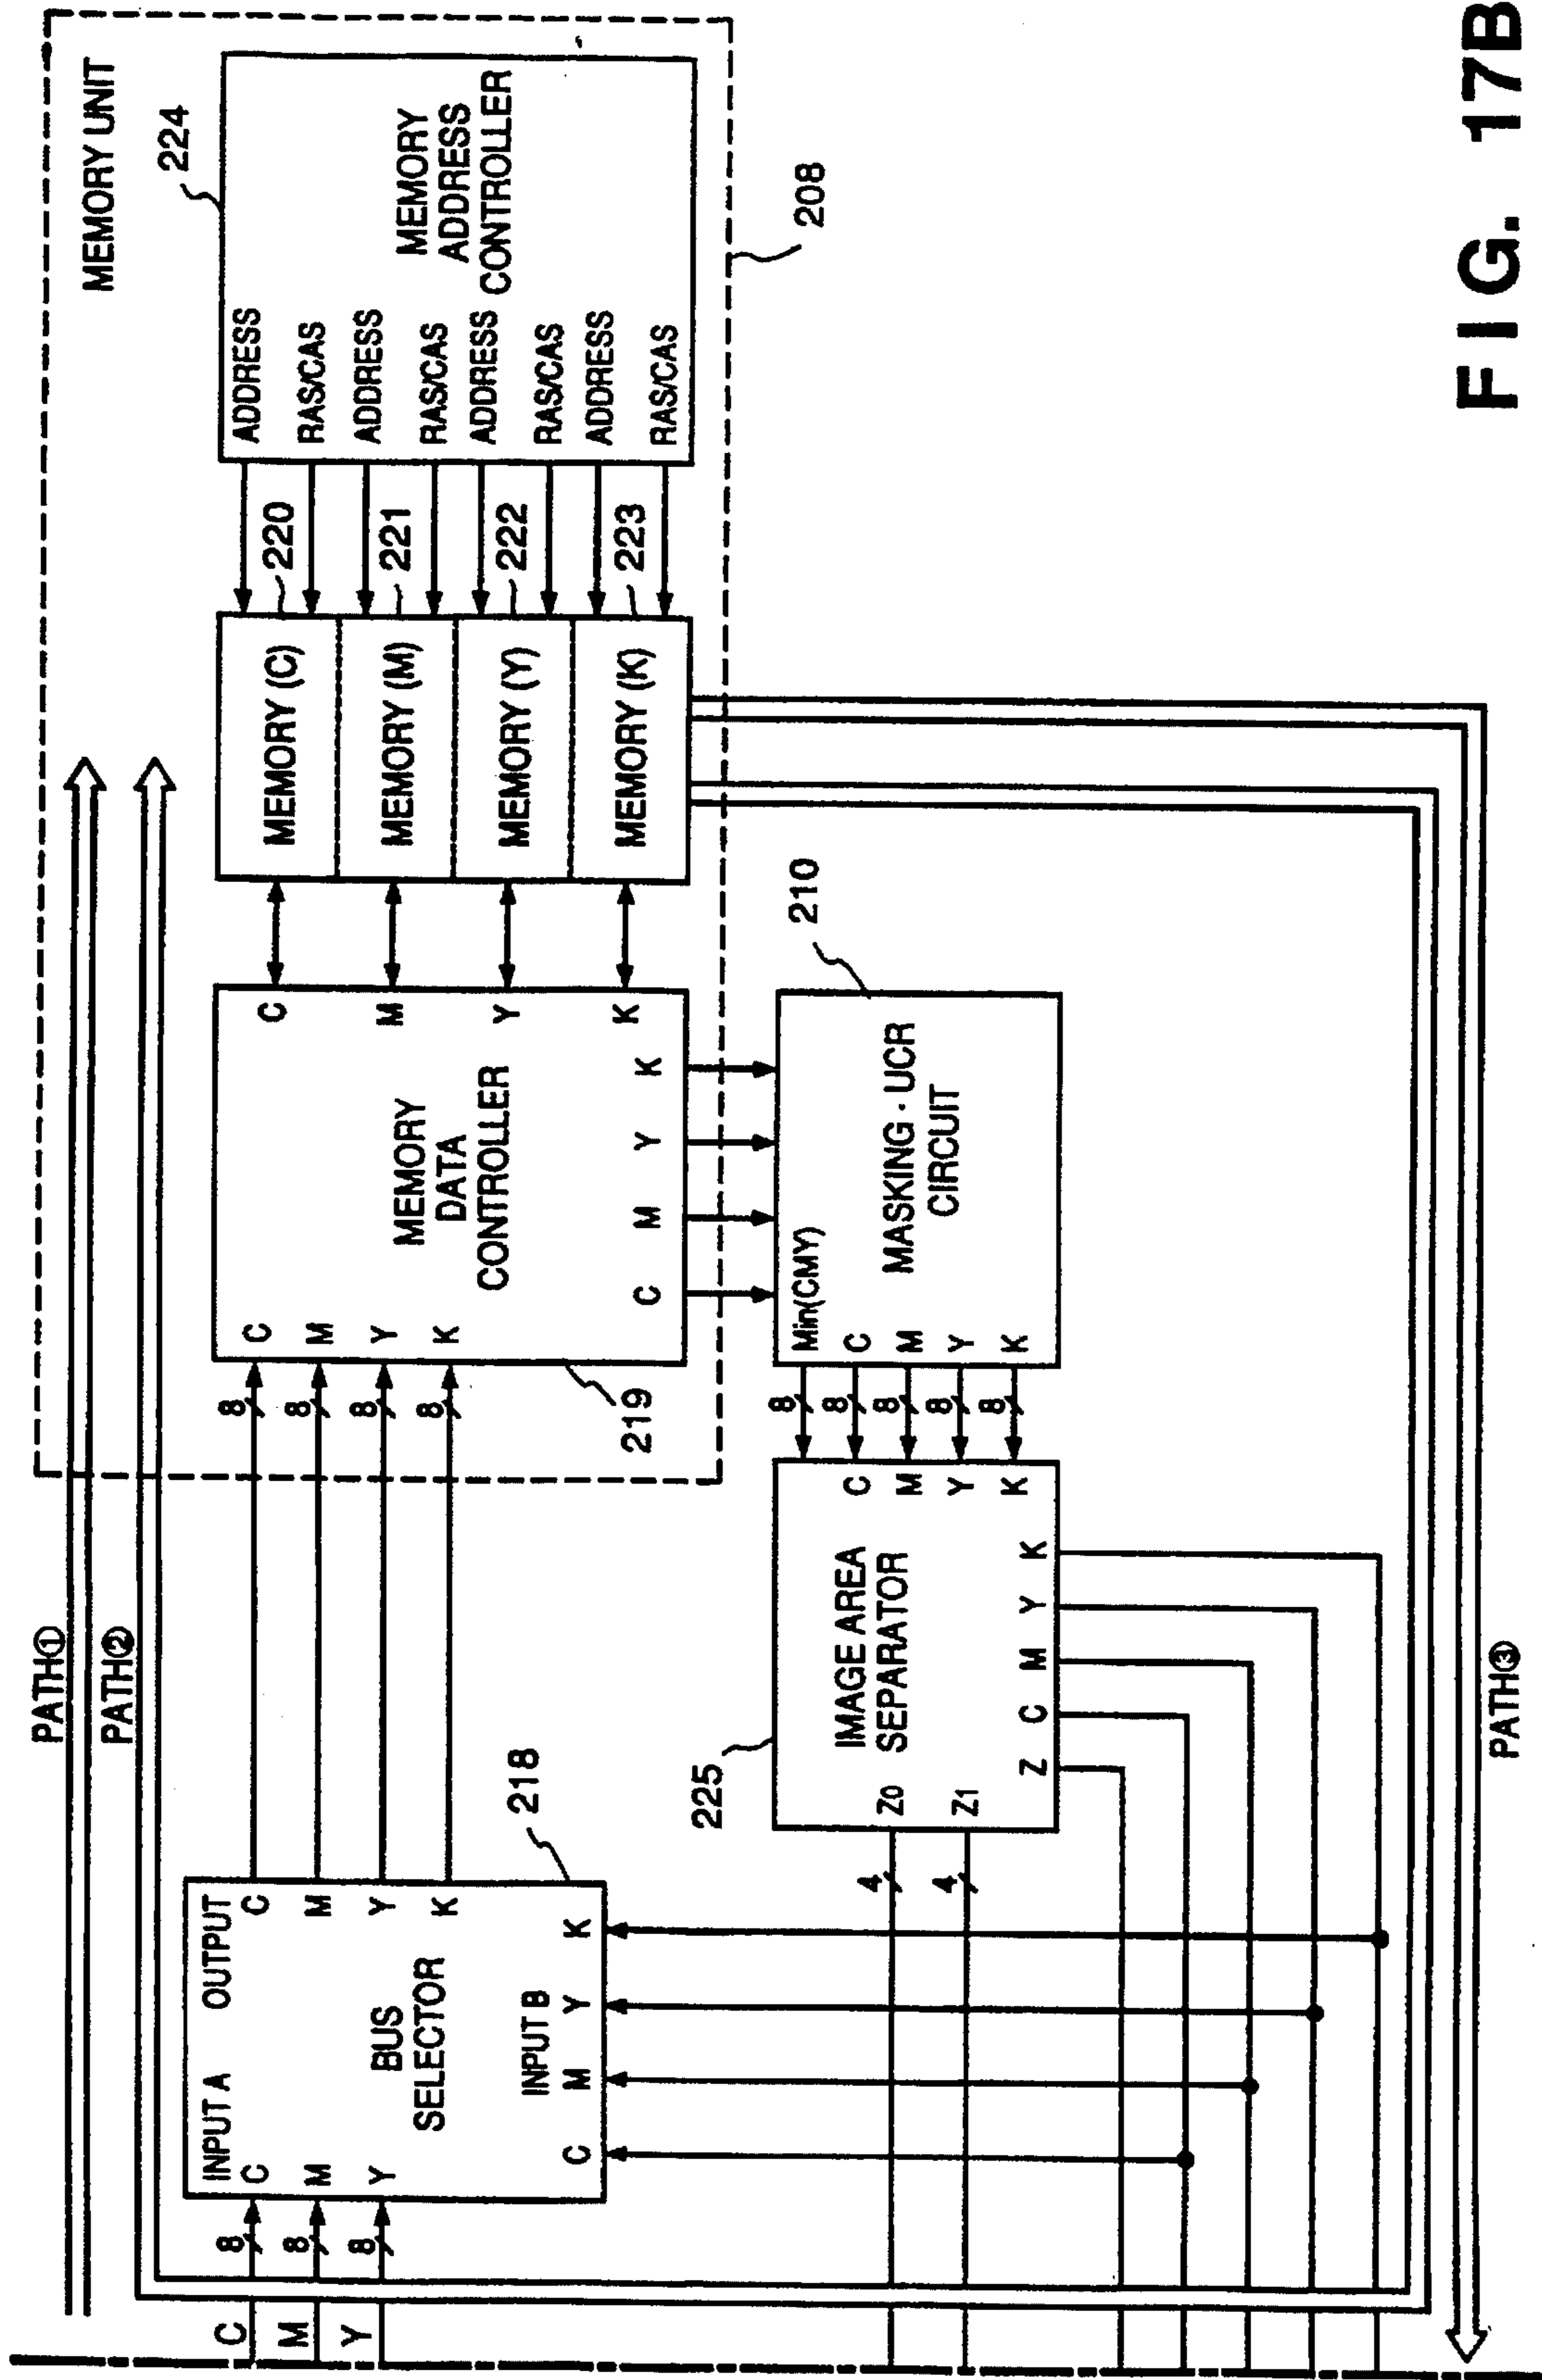 PATH①
PATH②
MEMORY UNIT
224
MEMORY
ADDRESS
CONTROLLER
ADDRESS
RAS/CAS
ADDRESS
RAS/CAS
ADDRESS
RAS/CAS
ADDRESS
RAS/CAS
208
220
221
222
223
MEMORY (C)
MEMORY (M)
MEMORY (Y)
MEMORY (K)
C
M
Y
K
MEMORY
DATA
CONTROLLER
C
M
Y
K
C M Y K
8
8
8
8
219
INPUT A OUTPUT
C
M
Y
C
M
Y
K
BUS
SELECTOR
INPUT B
C M Y K
218
8
8
8
C
M
Y
210
MASKING · UCR
CIRCUIT
Min(CMY)
C
M
Y
K
8
8
8
8
8
225
IMAGE AREA
SEPARATOR
C
M
Y
K
Z0
Z1
Z C M Y K
4
4
PATH③
FIG. 17B